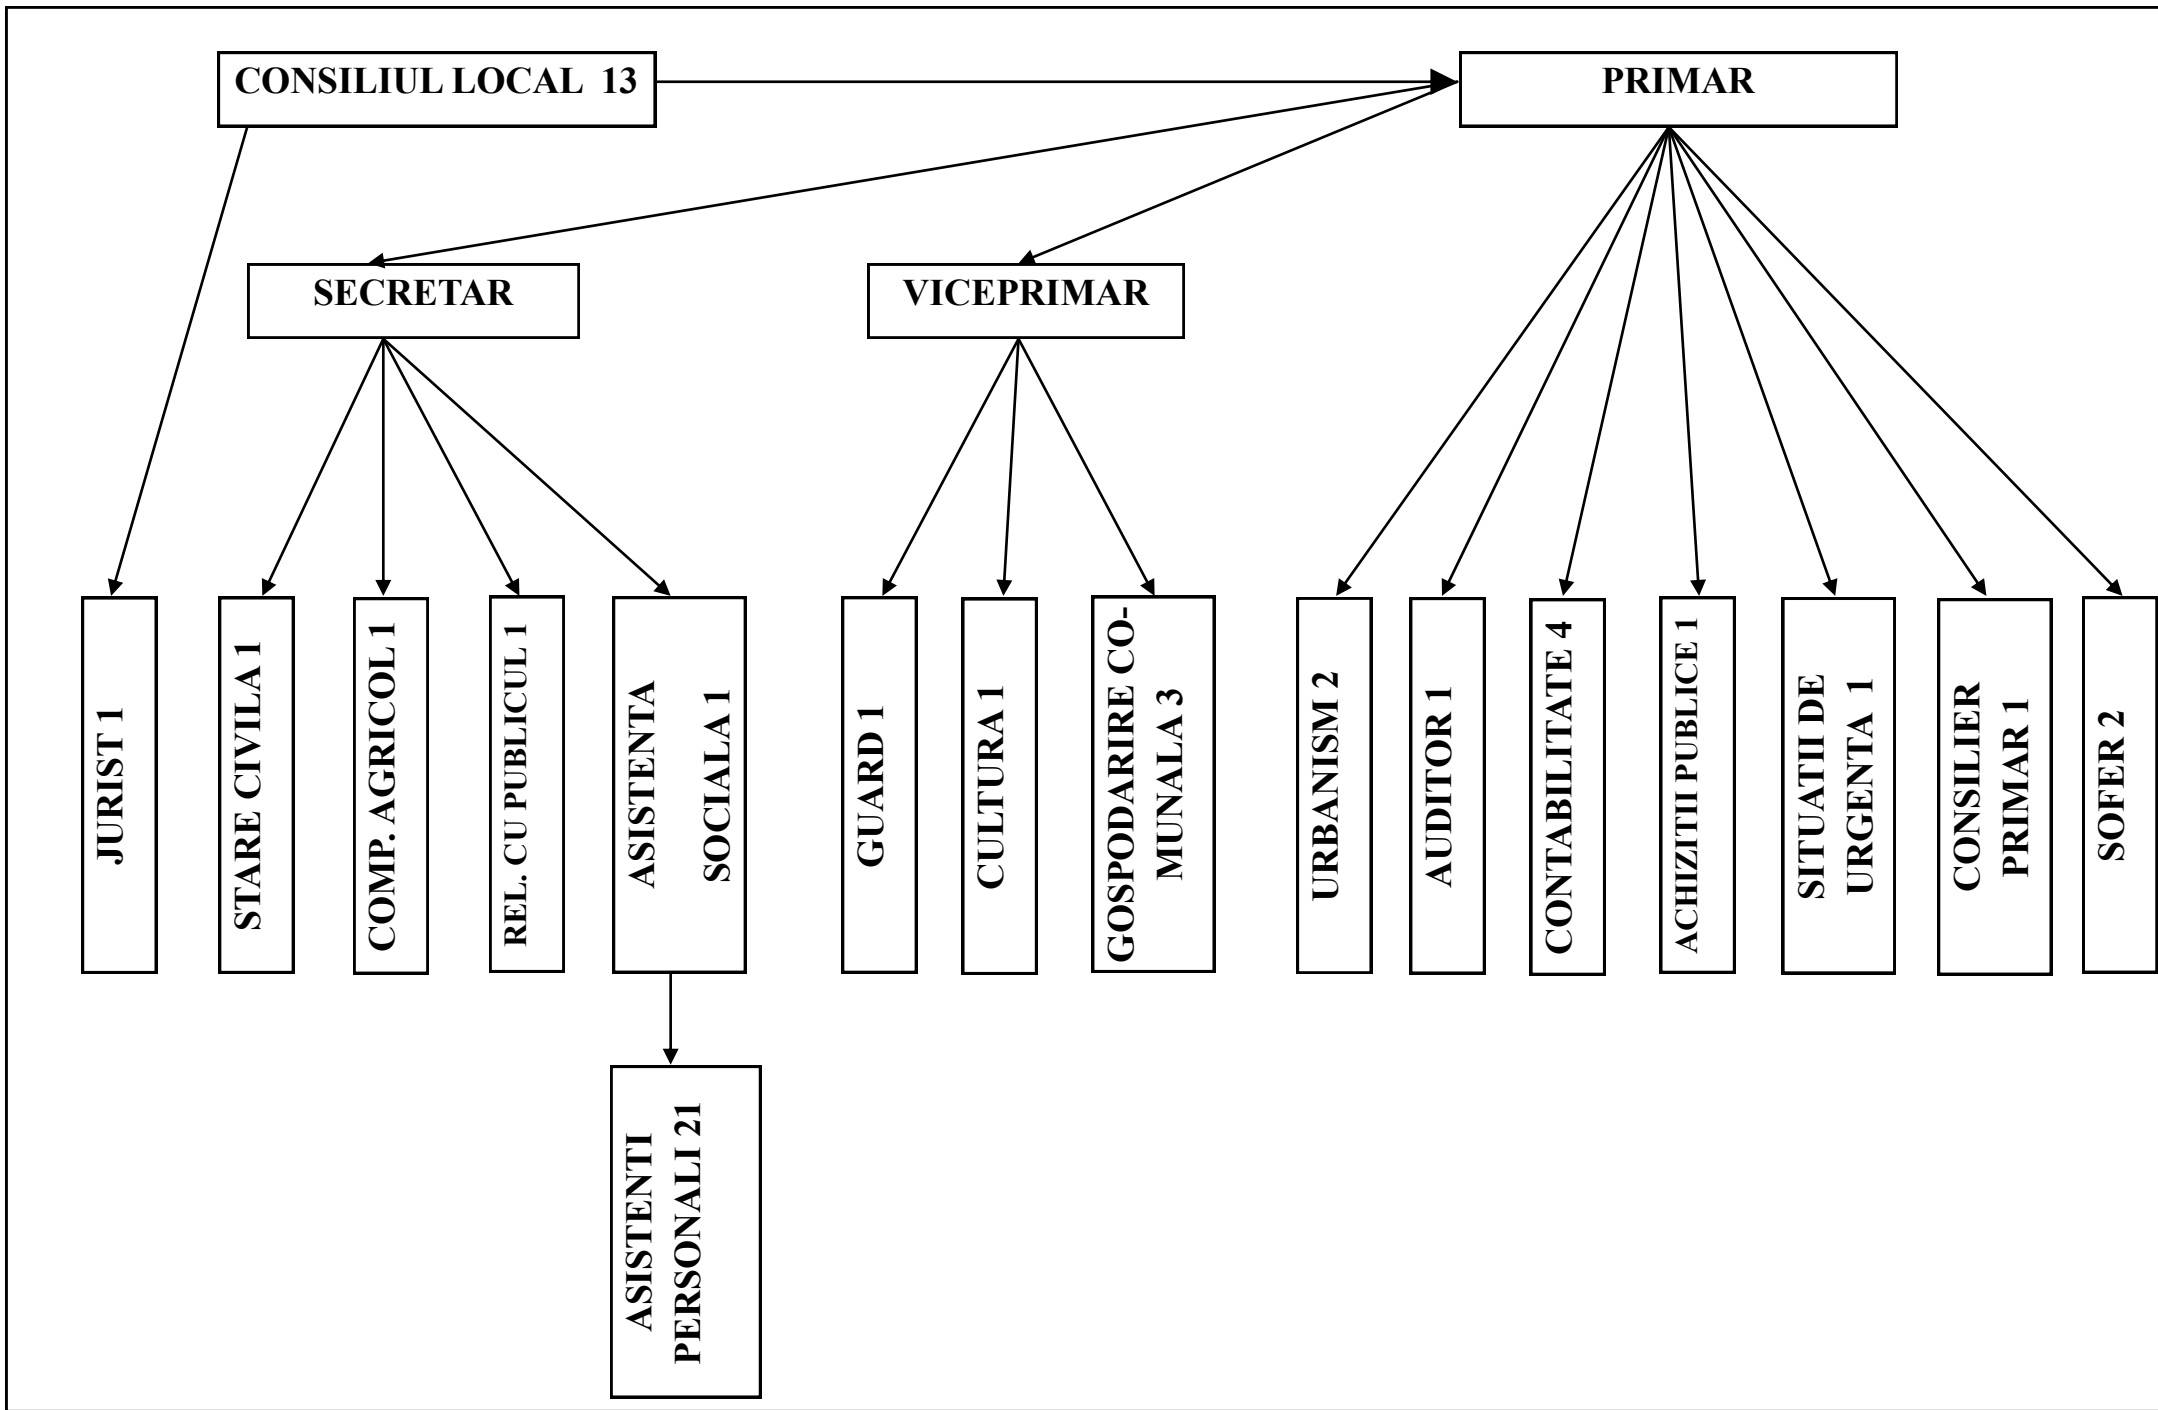 CONSILIUL LOCAL  13
PRIMAR
SECRETAR
VICEPRIMAR
JURIST 1
STARE CIVILA 1
COMP. AGRICOL 1
REL. CU PUBLICUL 1
ASISTENTA
SOCIALA 1
GUARD 1
CULTURA 1
GOSPODARIRE CO-
MUNALA 3
URBANISM 2
AUDITOR 1
CONTABILITATE 4
ACHIZITII PUBLICE 1
SITUATII DE
URGENTA  1
CONSILIER
PRIMAR 1
SOFER 2
ASISTENTI
PERSONALI 21